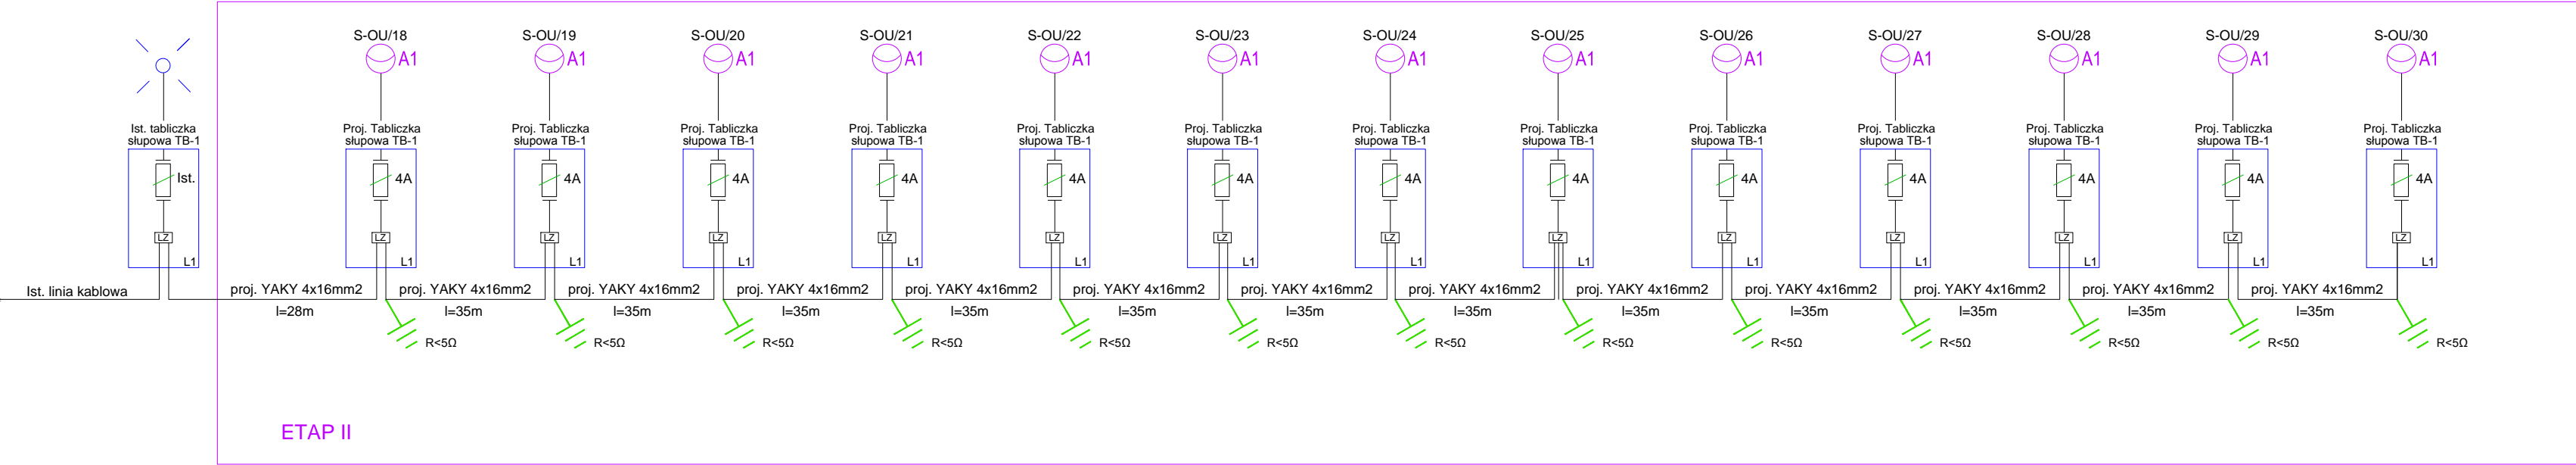 S-OU/18 S-OU/19 S-OU/20 S-OU/21 S-OU/22 S-OU/23 S-OU/24 S-OU/25 S-OU/26 S-OU/27 S-OU/28 S-OU/29 S-OU/30
A1 A1 A1 A1 A1 A1 A1 A1 A1 A1 A1 A1 A1
Ist. tabliczka Proj. Tabliczka Proj. Tabliczka Proj. Tabliczka Proj. Tabliczka Proj. Tabliczka Proj. Tabliczka Proj. Tabliczka Proj. Tabliczka Proj. Tabliczka Proj. Tabliczka Proj. Tabliczka Proj. Tabliczka Proj. Tabliczka
słupowa TB-1 słupowa TB-1 słupowa TB-1 słupowa TB-1 słupowa TB-1 słupowa TB-1 słupowa TB-1 słupowa TB-1 słupowa TB-1 słupowa TB-1 słupowa TB-1 słupowa TB-1 słupowa TB-1 słupowa TB-1
Ist. 4A 4A 4A 4A 4A 4A 4A 4A 4A 4A 4A 4A 4A
LZ LZ LZ LZ LZ LZ LZ LZ LZ LZ LZ LZ LZ LZ
L1 L1 L1 L1 L1 L1 L1 L1 L1 L1 L1 L1 L1 L1
Ist. linia kablowa proj. YAKY 4x16mm2 proj. YAKY 4x16mm2 proj. YAKY 4x16mm2 proj. YAKY 4x16mm2 proj. YAKY 4x16mm2 proj. YAKY 4x16mm2 proj. YAKY 4x16mm2 proj. YAKY 4x16mm2 proj. YAKY 4x16mm2 proj. YAKY 4x16mm2 proj. YAKY 4x16mm2 proj. YAKY 4x16mm2 proj. YAKY 4x16mm2
l=28m l=35m l=35m l=35m l=35m l=35m l=35m l=35m l=35m l=35m l=35m l=35m l=35m
R<5Ω R<5Ω R<5Ω R<5Ω R<5Ω R<5Ω R<5Ω R<5Ω R<5Ω R<5Ω R<5Ω R<5Ω R<5Ω
ETAP II